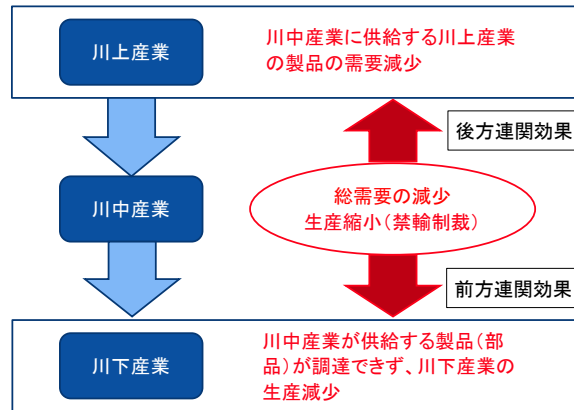 川上産業
川中産業に供給する川上産業
の製品の需要減少
後方連関効果
川中産業
総需要の減少
生産縮小(禁輸制裁)
前方連関効果
川下産業
川中産業が供給する製品(部
品)が調達できず、川下産業の
生産減少